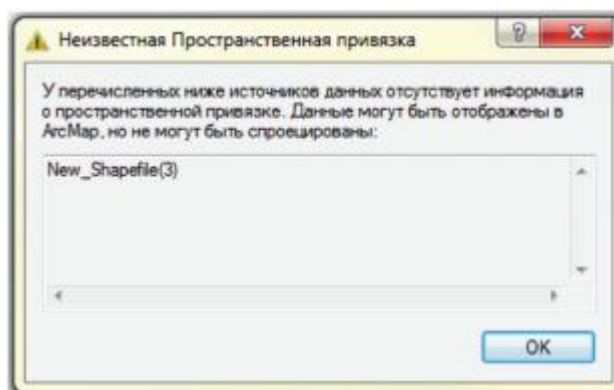 Неизвестная Пространственная привязка
У перечисленных ниже источников данных отсутствует информация
о пространственной привязке. Данные могут быть отображены в
ArcMap, но не могут быть спроецированы:
New_Shapefile(3)
OK